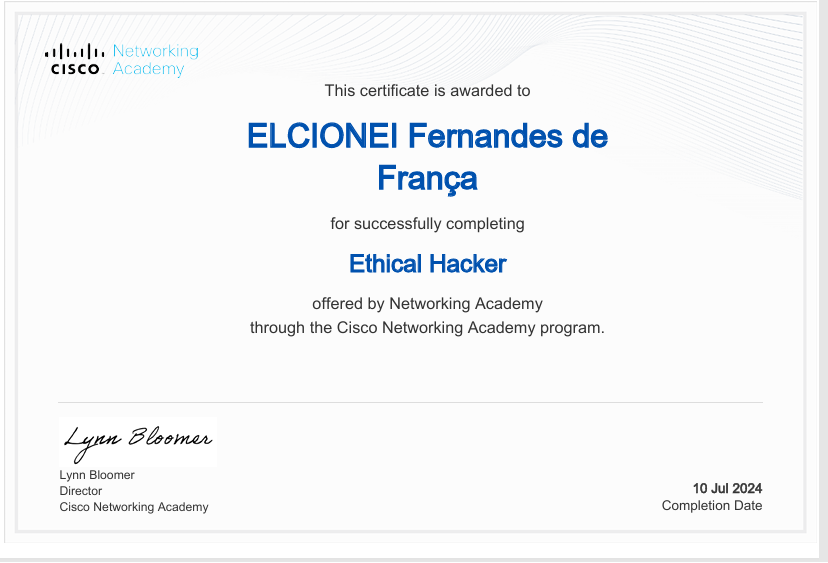 Networking
CISCO Academy
This certificate is awarded to
ELCIONEI Fernandes de
França
for successfully completing
Ethical Hacker
offered by Networking Academy
through the Cisco Networking Academy program.
Lynn Bloomer
Lynn Bloomer
Director
Cisco Networking Academy
10 Jul 2024
Completion Date